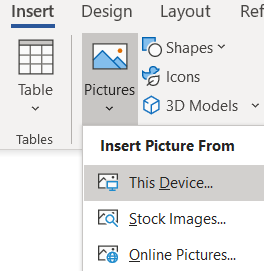 Insert Design Layout
Table
Tables
Pictures
Shapes
Icons
3D Models
Insert Picture From
This Device...
Stock Images...
Online Pictures...